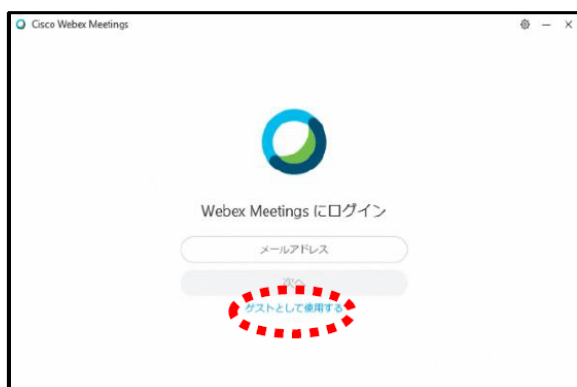 Cisco Webex Meetings
Webex Meetings にログイン
メールアドレス
次へ
ゲストとして使用する